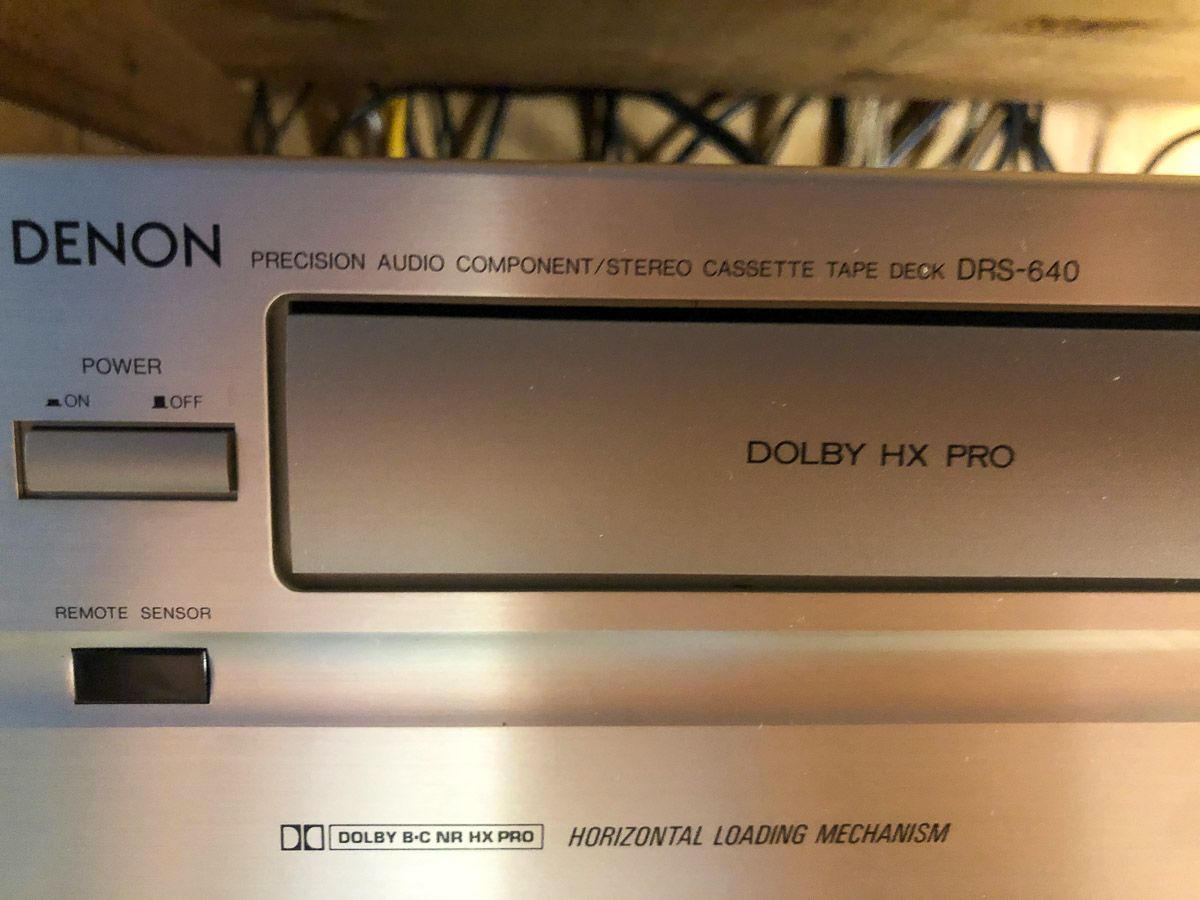 DENON PRECISION AUDIO COMPONENT/STEREO CASSETTE TAPE DECK DRS-640
POWER
ON OFF
DOLBY HX PRO
REMOTE SENSOR
DOLBY B·C NR HX PRO HORIZONTAL LOADING MECHANISM